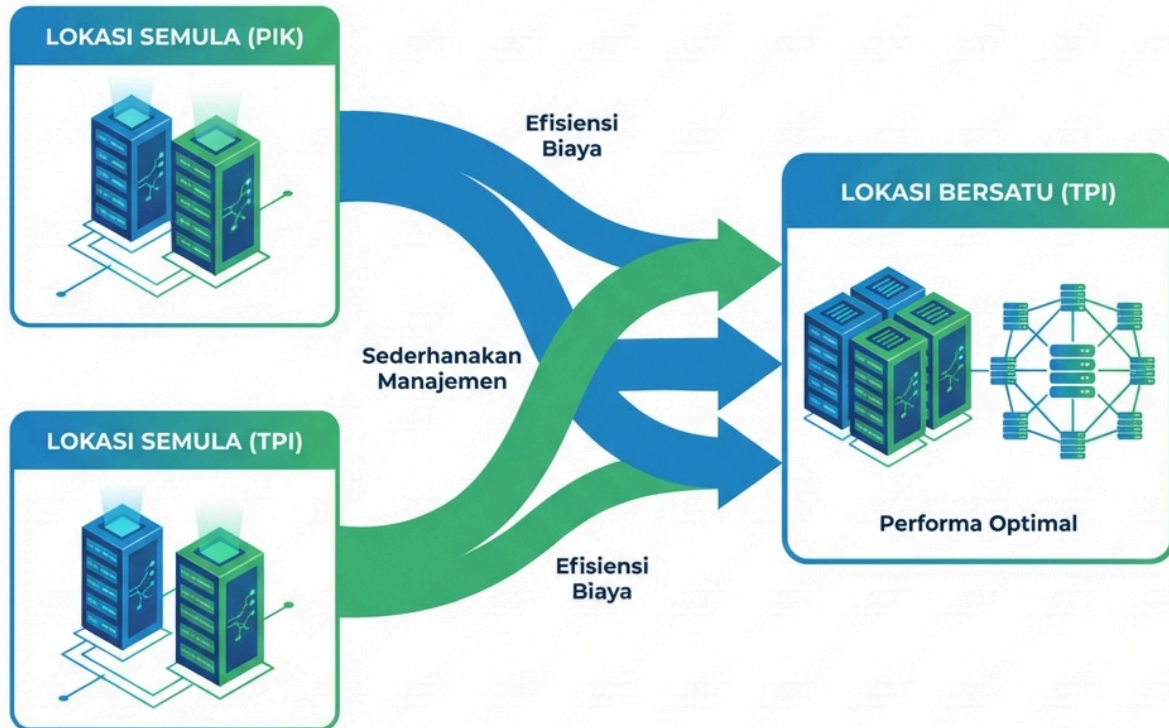 LOKASI SEMULA (PIK)
Efisiensi
Biaya
LOKASI BERSATU (TPI)
Sederhanakan
Manajemen
LOKASI SEMULA (TPI)
Performa Optimal
Efisiensi
Biaya